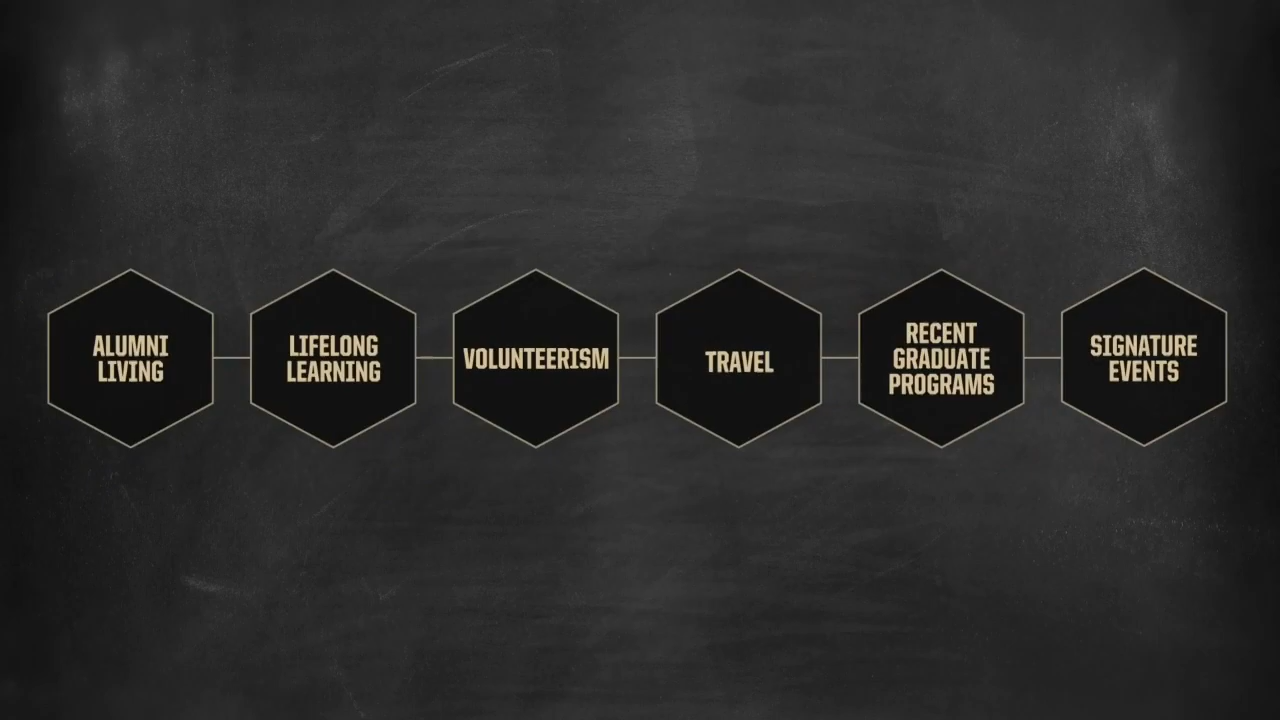 ALUMNI
LIVING
LIFELONG
LEARNING
VOLUNTEERISM
TRAVEL
RECENT
GRADUATE
PROGRAMS
SIGNATURE
EVENTS